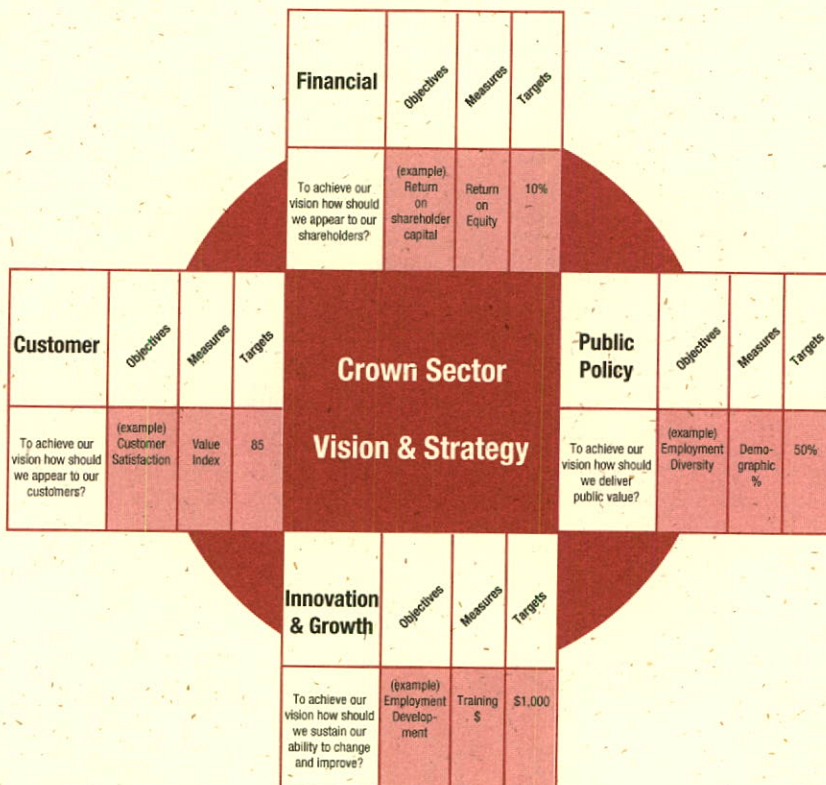 Financial
Objectives
Measures
Targets
To achieve our
vision how should
we appear to our
shareholders?
(example)
Return
on
shareholder
capital
Return
on
Equity
10%
Customer
Objectives
Measures
Targets
To achieve our
vision how should
we appear to our
customers?
(example)
Customer
Satisfaction
Value
Index
85
Crown Sector
Vision & Strategy
Public
Policy
Objectives
Measures
Targets
To achieve our
vision how should
we deliver
public value?
(example)
Employment
Diversity
Demo-
graphic
%
50%
Innovation
& Growth
Objectives
Measures
Targets
To achieve our
vision how should
we sustain our
ability to change
and improve?
(example)
Employment
Develop-
ment
Training
$
$1,000